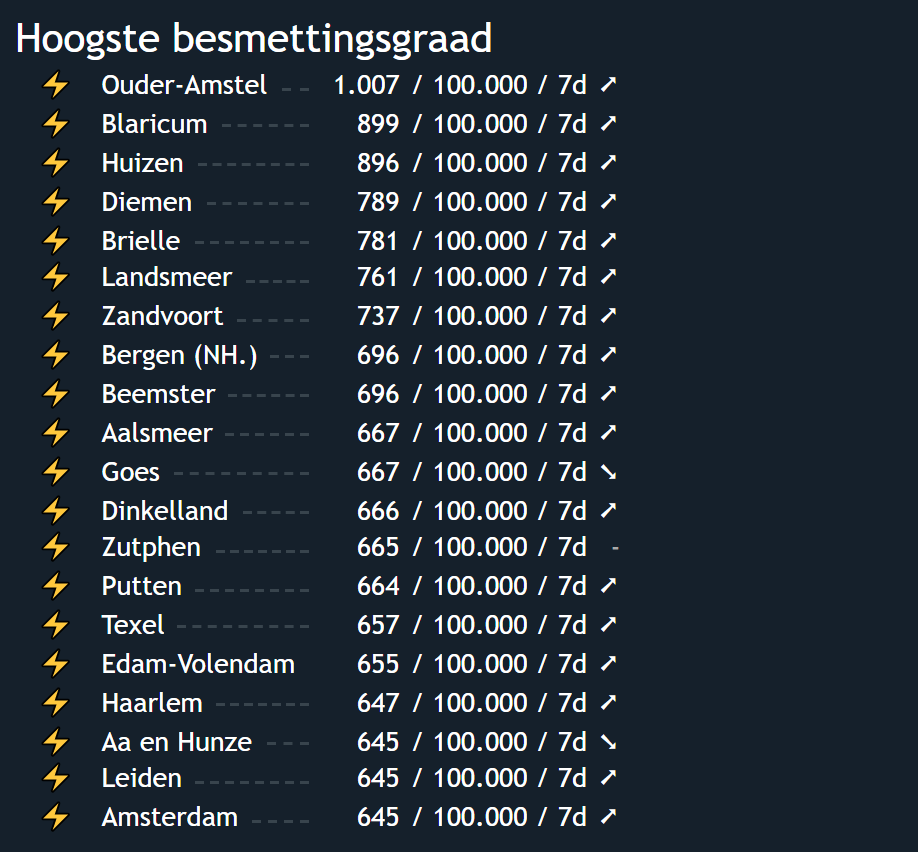 Hoogste besmettingsgraad
⚡ Ouder-Amstel -- 1.007 / 100.000 / 7d ➚
⚡ Blaricum ------ 899 / 100.000 / 7d ➚
⚡ Huizen -------- 896 / 100.000 / 7d ➚
⚡ Diemen ------- 789 / 100.000 / 7d ➚
⚡ Brielle -------- 781 / 100.000 / 7d ➚
⚡ Landsmeer ----- 761 / 100.000 / 7d ➚
⚡ Zandvoort ----- 737 / 100.000 / 7d ➚
⚡ Bergen (NH.) --- 696 / 100.000 / 7d ➚
⚡ Beemster ------ 696 / 100.000 / 7d ➚
⚡ Aalsmeer ------ 667 / 100.000 / 7d ➚
⚡ Goes --------- 667 / 100.000 / 7d ➘
⚡ Dinkelland ----- 666 / 100.000 / 7d ➚
⚡ Zutphen ------- 665 / 100.000 / 7d -
⚡ Putten -------- 664 / 100.000 / 7d ➚
⚡ Texel --------- 657 / 100.000 / 7d ➚
⚡ Edam-Volendam 655 / 100.000 / 7d ➚
⚡ Haarlem ------- 647 / 100.000 / 7d ➚
⚡ Aa en Hunze --- 645 / 100.000 / 7d ➘
⚡ Leiden -------- 645 / 100.000 / 7d ➚
⚡ Amsterdam ---- 645 / 100.000 / 7d ➚